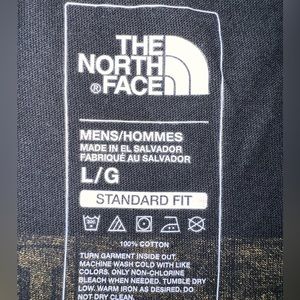 THE
NORTH
FACE
®
MENS/HOMMES
MADE IN EL SALVADOR
FABRIQUÉ AU SALVADOR
L/G
STANDARD FIT
100% COTTON
TURN GARMENT INSIDE OUT.
MACHINE WASH COLD WITH LIKE
COLORS. ONLY NON-CHLORINE
BLEACH WHEN NEEDED. TUMBLE DRY
LOW. WARM IRON AS DESIRED. DO
NOT DRY CLEAN.